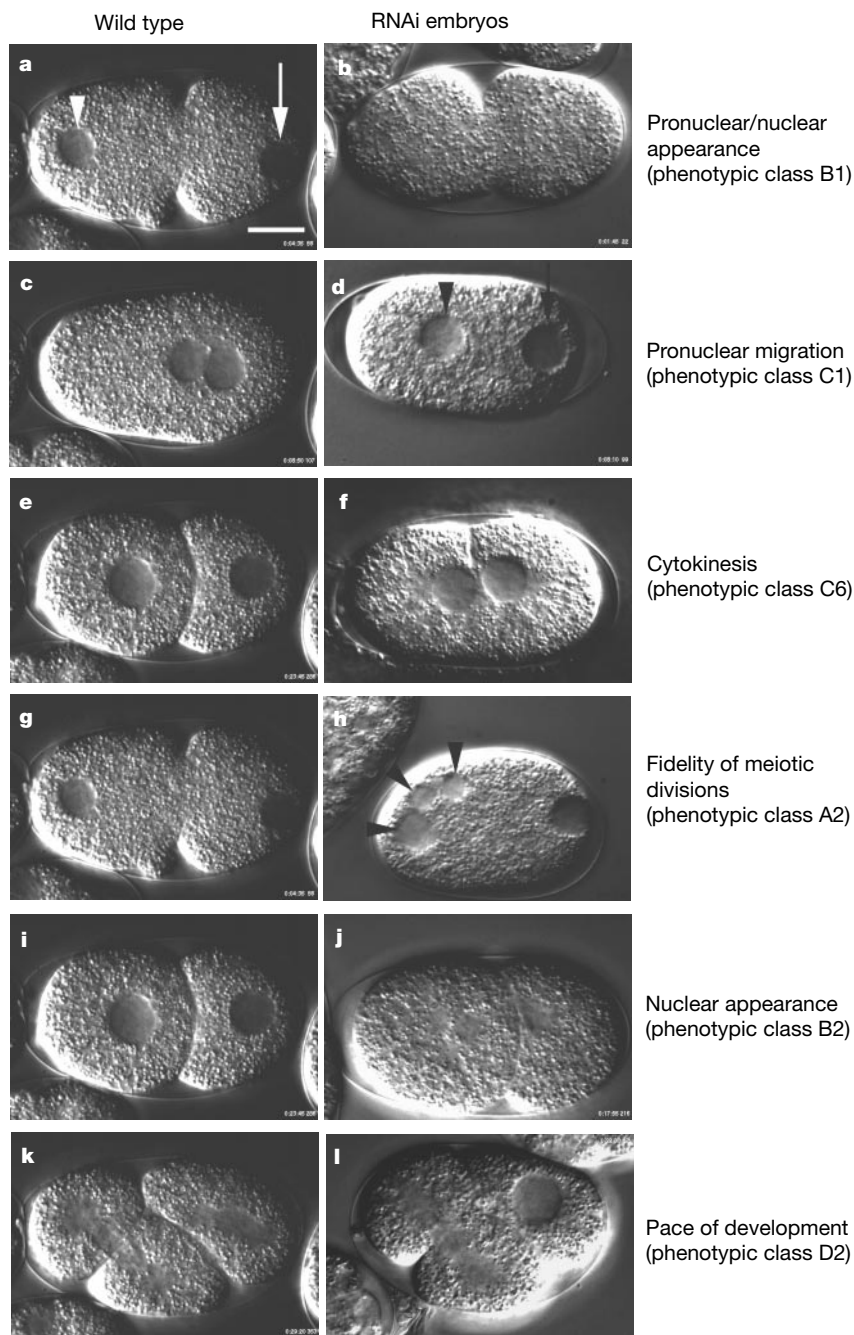 Wild type
RNAi embryos
a
b
Pronuclear/nuclear
appearance
(phenotypic class B1)
c
d
Pronuclear migration
(phenotypic class C1)
e
f
Cytokinesis
(phenotypic class C6)
g
h
Fidelity of meiotic
divisions
(phenotypic class A2)
i
j
Nuclear appearance
(phenotypic class B2)
k
l
Pace of development
(phenotypic class D2)